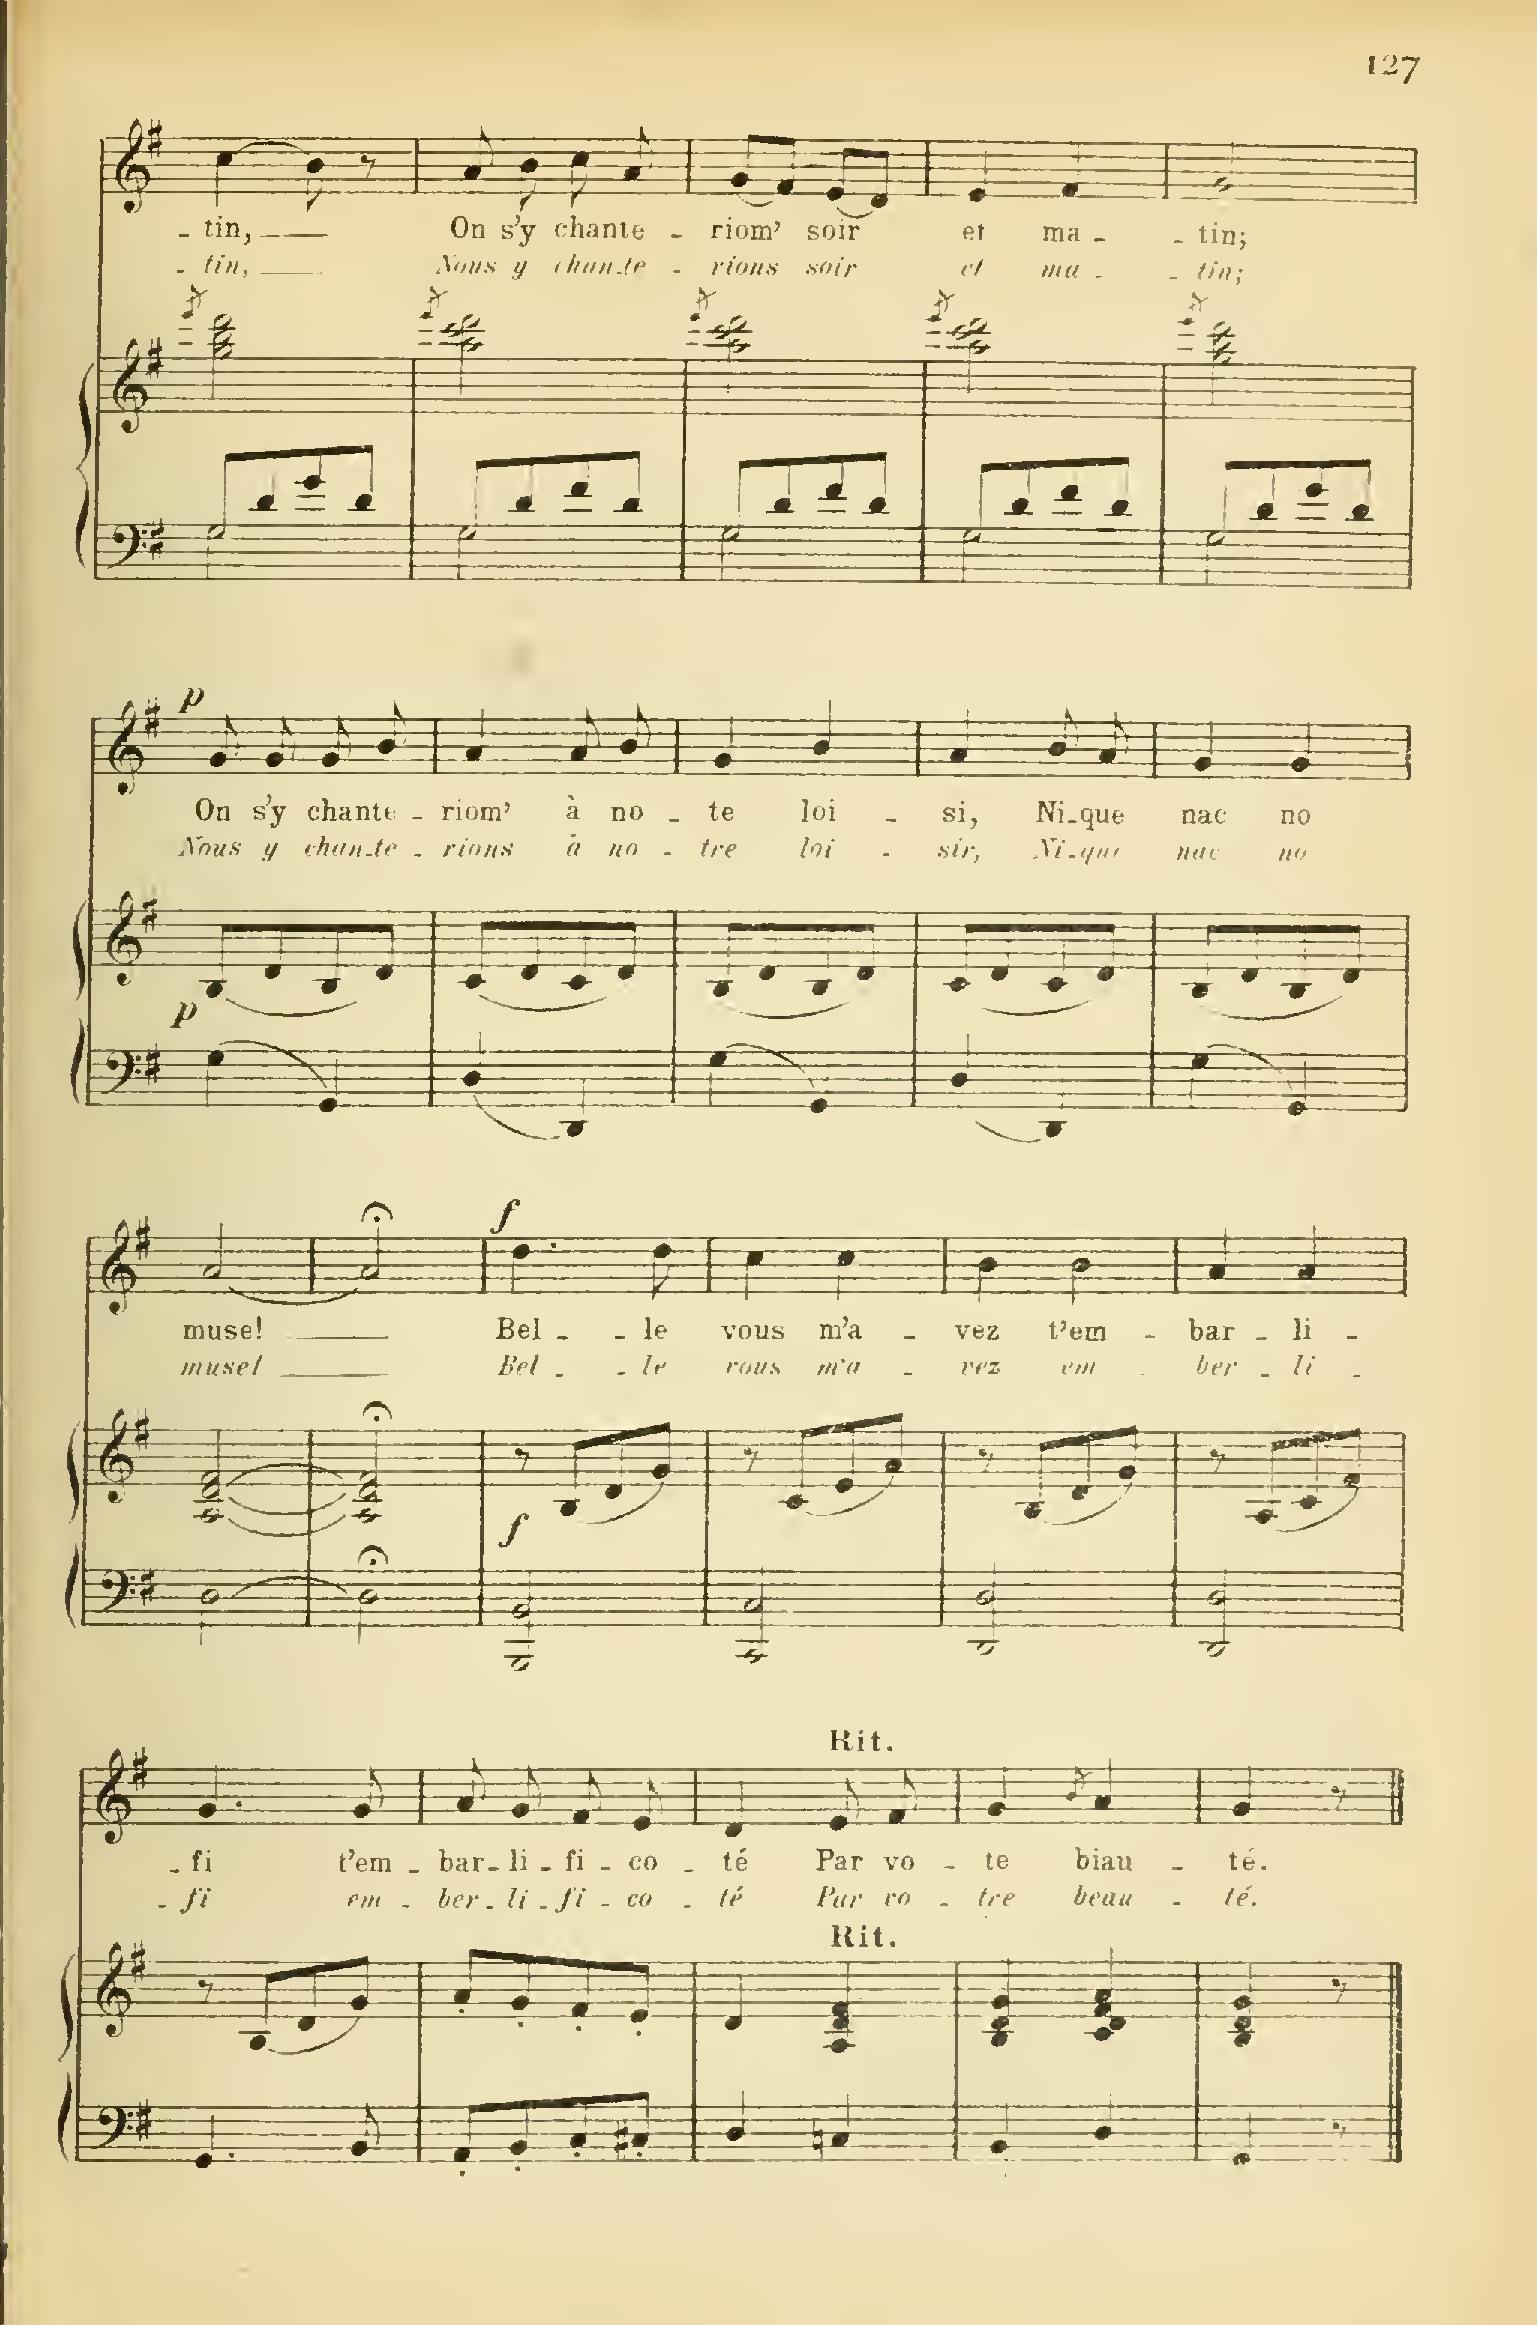 127
- tin, On s'y chante - riom' soir et ma - - tin;
- tin, Nous y chan-te - rions soir et ma - - tin;
p
On s'y chante - riom' à no - te loi - si, Ni-que nac no
Nous y chan-te - rions à no - tre loi - sir, Ni-que nac no
p
f
muse! Bel - - le vous m'a - vez t'em - bar - li -
muse! Bel - - le vous m'a - vez em - ber - li -
f
Rit.
- fi t'em - bar - li - fi - co - té Par vo - te biau - té.
- fi em - ber - li - fi - co - té Par vo - tre beau - té.
Rit.